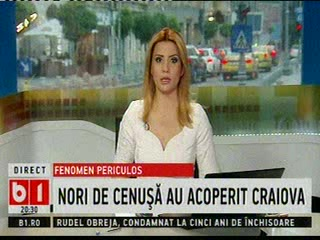 DIRECT
FENOMEN PERICULOS
B1
NORI DE CENUŞĂ AU ACOPERIT CRAIOVA
20:30
B1.RO
RUDEL OBREJA, CONDAMNAT LA CINCI ANI DE ÎNCHISOARE